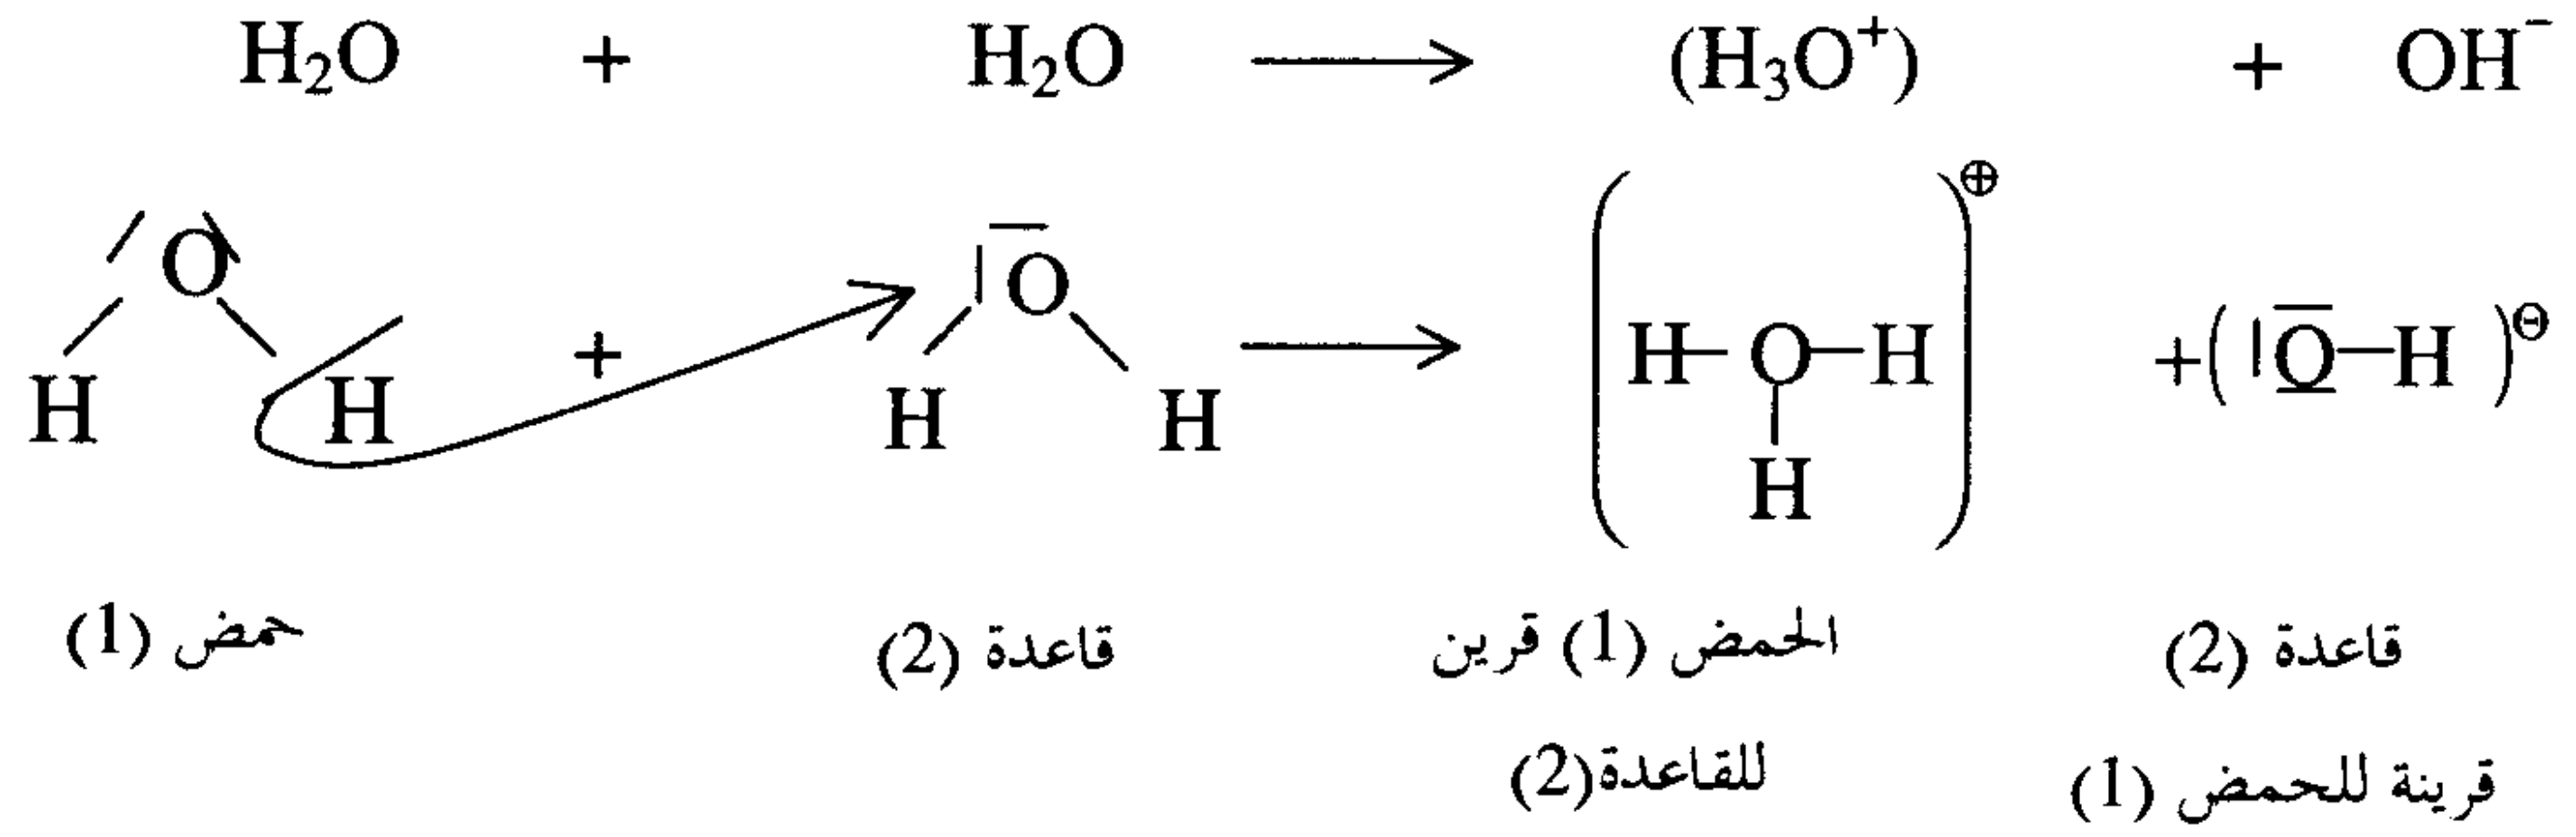 H₂O + H₂O → (H₃O⁺) + OH⁻
H O H + H O H → (H–O–H H)⊕ + (|O–H)⊖
حمض (1) قاعدة (2) الحمض (1) قرين قاعدة (2)
للقاعدة(2) قرينة للحمض (1)